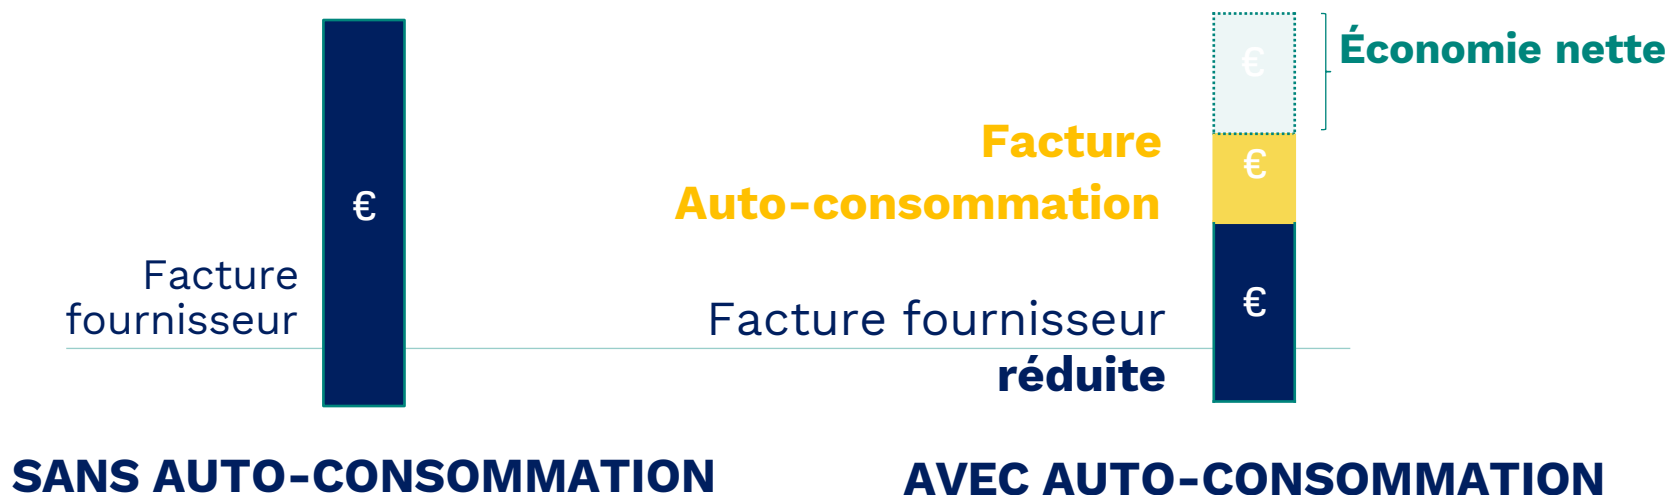 €
Facture
fournisseur
SANS AUTO-CONSOMMATION
€
Économie nette
Facture
Auto-consommation
€
Facture fournisseur
réduite
€
AVEC AUTO-CONSOMMATION